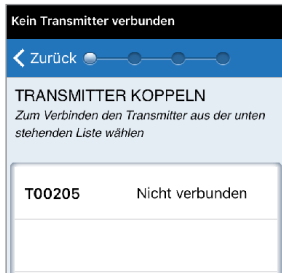 Kein Transmitter verbunden
Zurück
TRANSMITTER KOPPELN
Zum Verbinden den Transmitter aus der unten
stehenden Liste wählen
T00205 Nicht verbunden